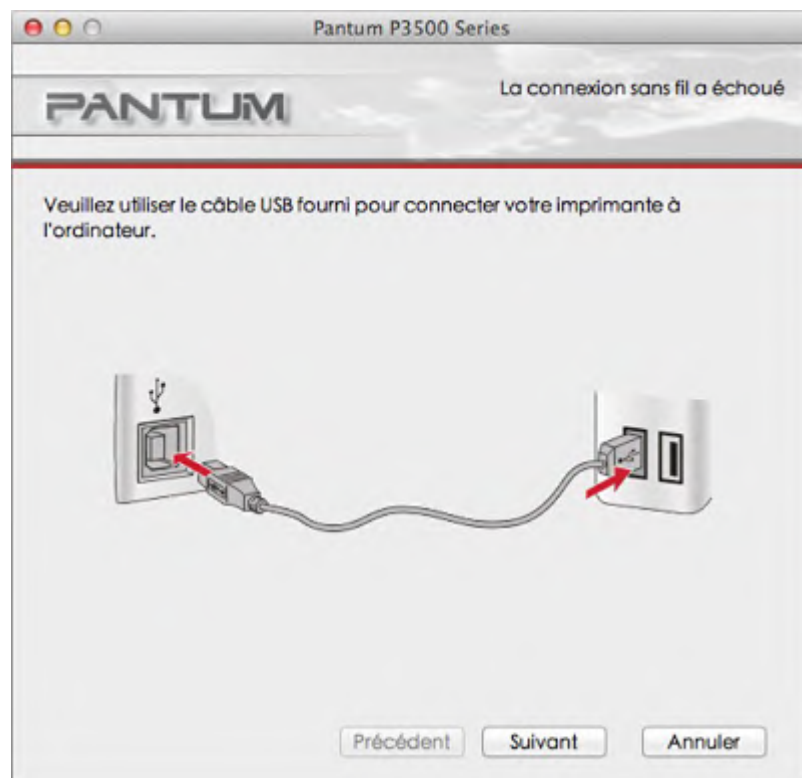 Pantum P3500 Series
PANTUM
La connexion sans fil a échoué
Veuillez utiliser le câble USB fourni pour connecter votre imprimante à
l'ordinateur.
Précédent
Suivant
Annuler